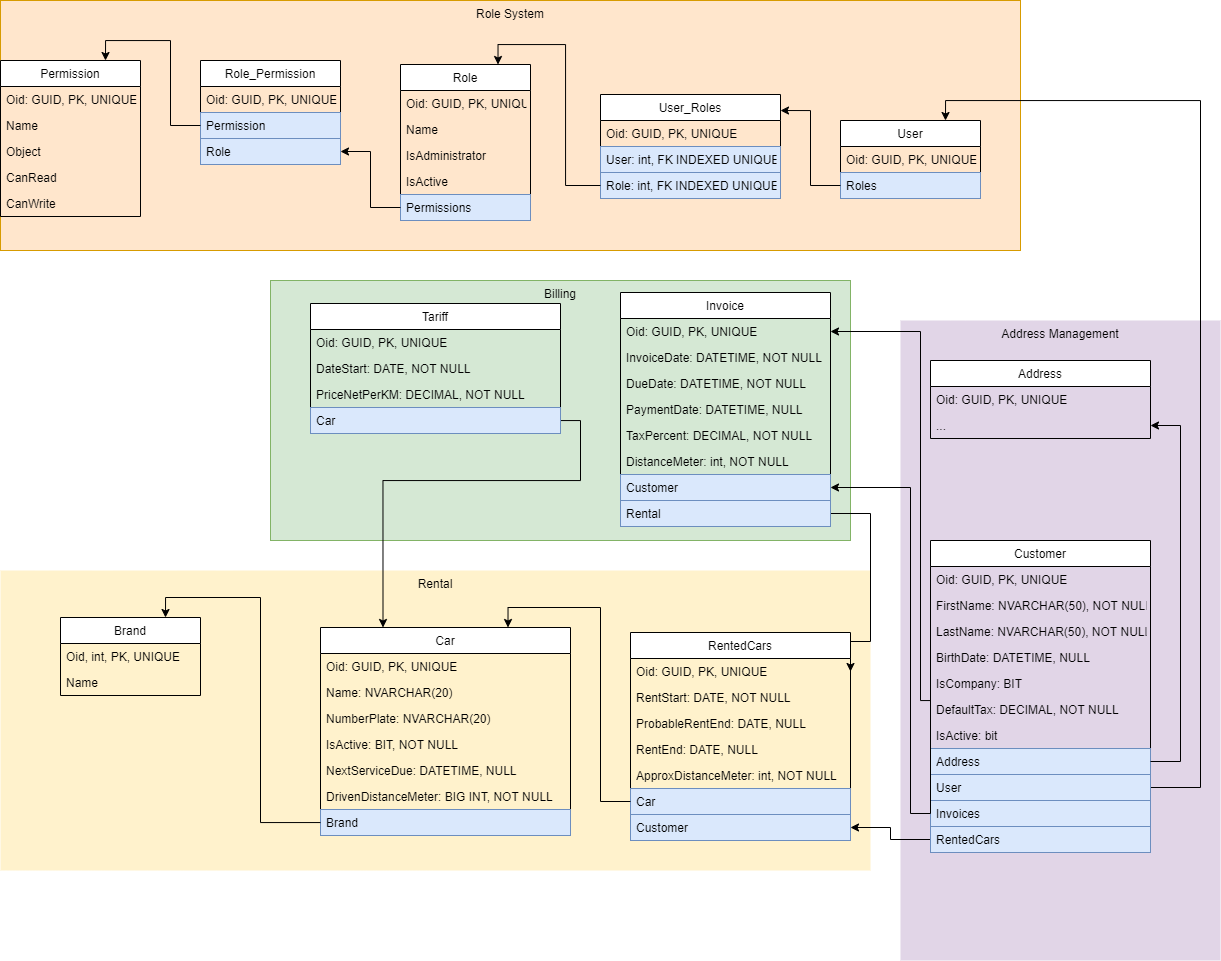 Role System
Permission
Oid: GUID, PK, UNIQUE
Name
Object
CanRead
CanWrite
Role_Permission
Oid: GUID, PK, UNIQUE
Permission
Role
Role
Oid: GUID, PK, UNIQU
Name
IsAdministrator
IsActive
Permissions
User_Roles
Oid: GUID, PK, UNIQUE
User: int, FK INDEXED UNIQUE
Role: int, FK INDEXED UNIQUE
User
Oid: GUID, PK, UNIQUE
Roles
Billing
Tariff
Oid: GUID, PK, UNIQUE
DateStart: DATE, NOT NULL
PriceNetPerKM: DECIMAL, NOT NULL
Car
Invoice
Oid: GUID, PK, UNIQUE
InvoiceDate: DATETIME, NOT NULL
DueDate: DATETIME, NOT NULL
PaymentDate: DATETIME, NULL
TaxPercent: DECIMAL, NOT NULL
DistanceMeter: int, NOT NULL
Customer
Rental
Address Management
Address
Oid: GUID, PK, UNIQUE
...
Customer
Oid: GUID, PK, UNIQUE
FirstName: NVARCHAR(50), NOT NUL
LastName: NVARCHAR(50), NOT NUL
BirthDate: DATETIME, NULL
IsCompany: BIT
DefaultTax: DECIMAL, NOT NULL
IsActive: bit
Address
User
Invoices
RentedCars
Rental
Brand
Oid, int, PK, UNIQUE
Name
Car
Oid: GUID, PK, UNIQUE
Name: NVARCHAR(20)
NumberPlate: NVARCHAR(20)
IsActive: BIT, NOT NULL
NextServiceDue: DATETIME, NULL
DrivenDistanceMeter: BIG INT, NOT NULL
Brand
RentedCars
Oid: GUID, PK, UNIQUE
RentStart: DATE, NOT NULL
ProbableRentEnd: DATE, NULL
RentEnd: DATE, NULL
ApproxDistanceMeter: int, NOT NULL
Car
Customer